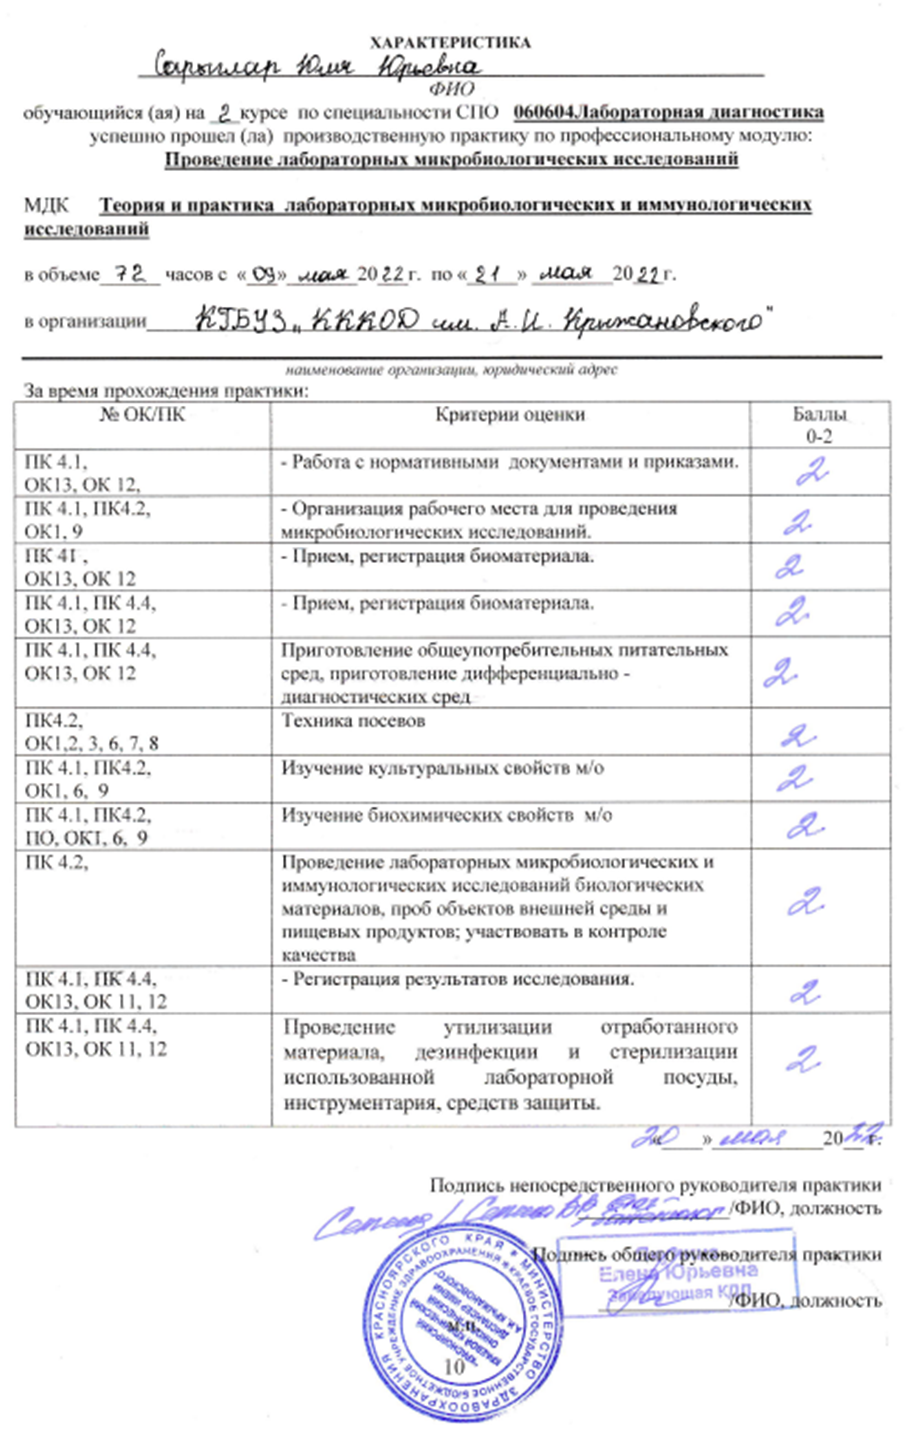 ХАРАКТЕРИСТИКА
Сарыглар Юлия Юрьевна
ФИО
обучающийся (ая) на 2 курсе по специальности СПО 060604Лабораторная диагностика
успешно прошел (ла) производственную практику по профессиональному модулю:
Проведение лабораторных микробиологических исследований
МДК Теория и практика лабораторных микробиологических и иммунологических
исследований
в объеме 72 часов с «09» мая 2022 г. по «21» мая 2022 г.
в организации КГБУЗ „ККККОД им. А.И. Крыжановского"
наименование организации, юридический адрес
За время прохождения практики:
№ ОК/ПК Критерии оценки Баллы
0-2
ПК 4.1, - Работа с нормативными документами и приказами. 2
ОК13, ОК 12,
ПК 4.1, ПК4.2, - Организация рабочего места для проведения 2
ОК1, 9 микробиологических исследований.
ПК 41 , - Прием, регистрация биоматериала. 2
ОК13, ОК 12
ПК 4.1, ПК 4.4, - Прием, регистрация биоматериала. 2
ОК13, ОК 12
ПК 4.1, ПК 4.4, Приготовление общеупотребительных питательных 2
ОК13, ОК 12 сред, приготовление дифференциально -
диагностических сред
ПК4.2, Техника посевов 2
ОК1,2, 3, 6, 7, 8
ПК 4.1, ПК4.2, Изучение культуральных свойств м/о 2
ОК1, 6, 9
ПК 4.1, ПК4.2, Изучение биохимических свойств м/о 2
ПО, ОК1, 6, 9
ПК 4.2, Проведение лабораторных микробиологических и 2
иммунологических исследований биологических
материалов, проб объектов внешней среды и
пищевых продуктов; участвовать в контроле
качества
ПК 4.1, ПК 4.4, - Регистрация результатов исследования. 2
ОК13, ОК 11, 12
ПК 4.1, ПК 4.4, Проведение утилизации отработанного 2
ОК13, ОК 11, 12 материала, дезинфекции и стерилизации
использованной лабораторной посуды,
инструментария, средств защиты.
«20» мая 2022 г.
Подпись непосредственного руководителя практики
/ФИО, должность
Подпись общего руководителя практики
Елена Юрьевна
Заведующая КДЛ
/ФИО, должность
М.П.
10